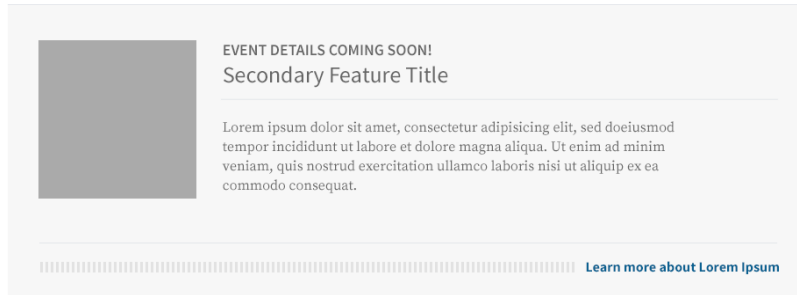 EVENT DETAILS COMING SOON!
Secondary Feature Title
Lorem ipsum dolor sit amet, consectetur adipisicing elit, sed doeiusmod
tempor incididunt ut labore et dolore magna aliqua. Ut enim ad minim
veniam, quis nostrud exercitation ullamco laboris nisi ut aliquip ex ea
commodo consequat.
Learn more about Lorem Ipsum